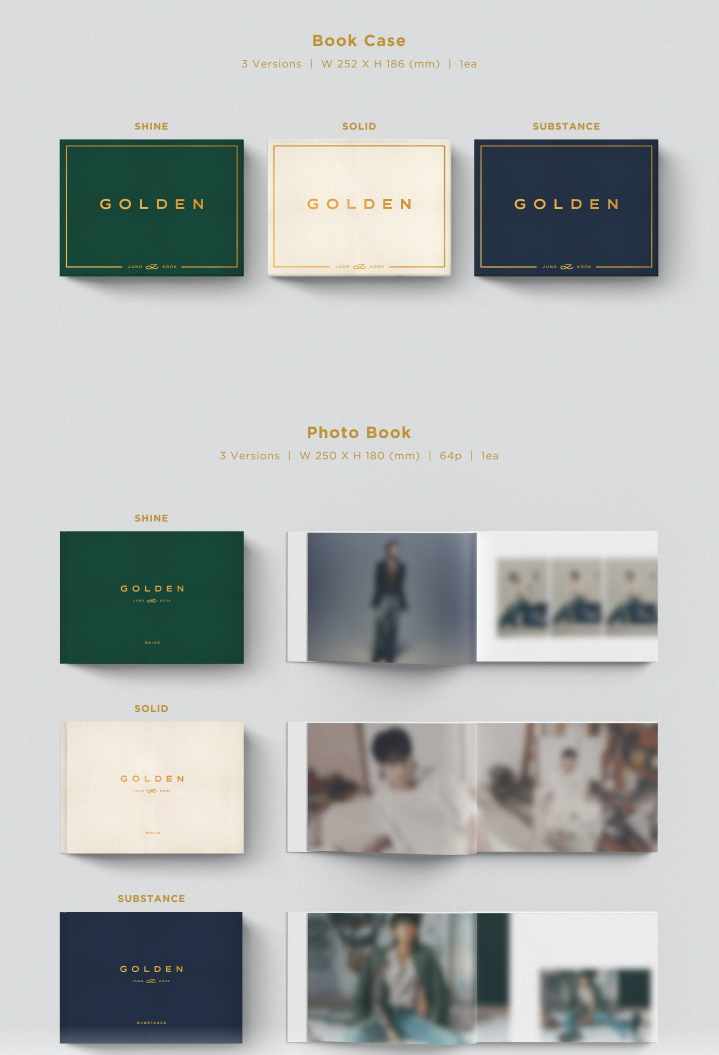 Book Case
3 Versions | W 252 X H 186 (mm) | 1ea
SHINE
SOLID
SUBSTANCE
GOLDEN
JUNG KOOK
GOLDEN
JUNG KOOK
GOLDEN
JUNG KOOK
Photo Book
3 Versions | W 250 X H 180 (mm) | 64p | 1ea
SHINE
GOLDEN
JUNG KOOK
SHINE
SOLID
GOLDEN
JUNG KOOK
SOLID
SUBSTANCE
GOLDEN
JUNG KOOK
SUBSTANCE